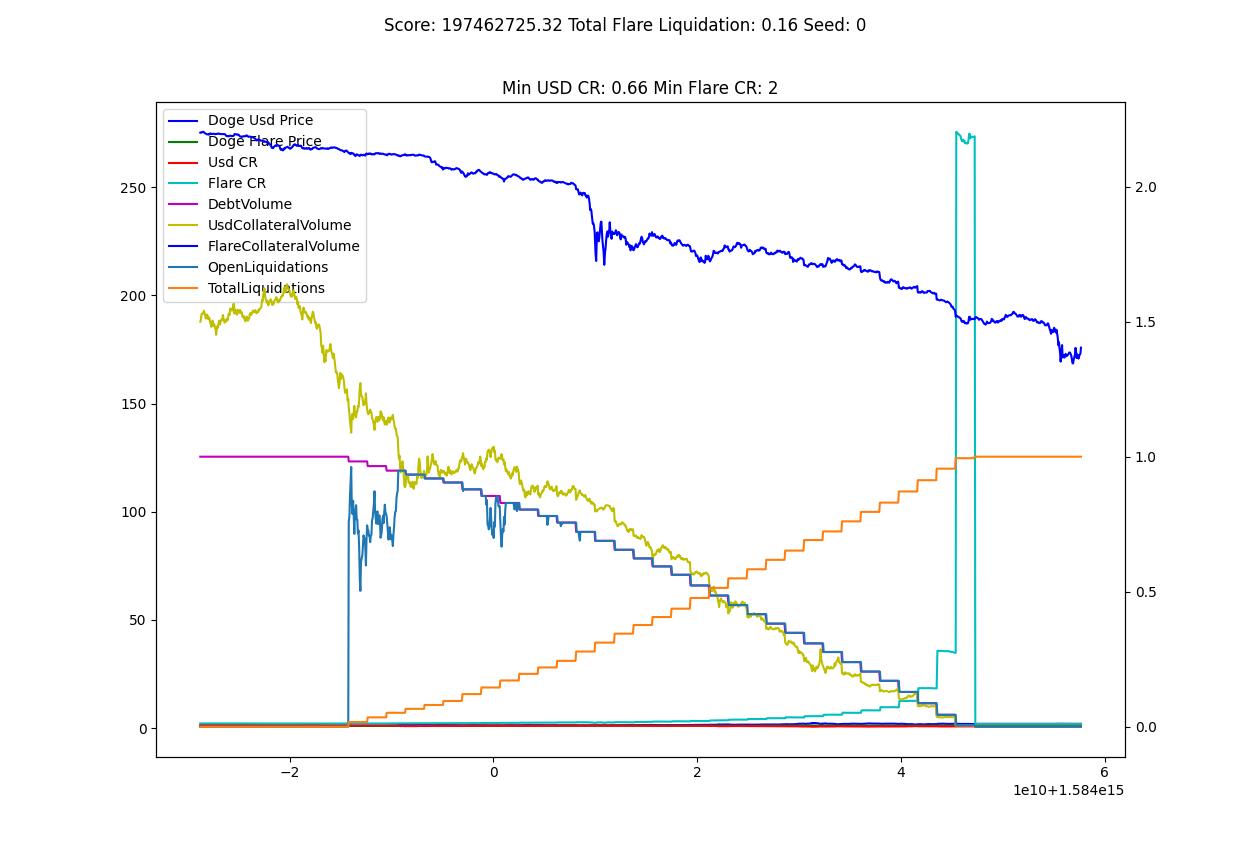 Score: 197462725.32 Total Flare Liquidation: 0.16 Seed: 0
Min USD CR: 0.66 Min Flare CR: 2
Doge Usd Price
Doge Flare Price
Usd CR
Flare CR
DebtVolume
UsdCollateralVolume
FlareCollateralVolume
OpenLiquidations
TotalLiquidations
250
200
150
100
50
0
2.0
1.5
1.0
0.5
0.0
−2
0
2
4
6
1e10+1.584e15